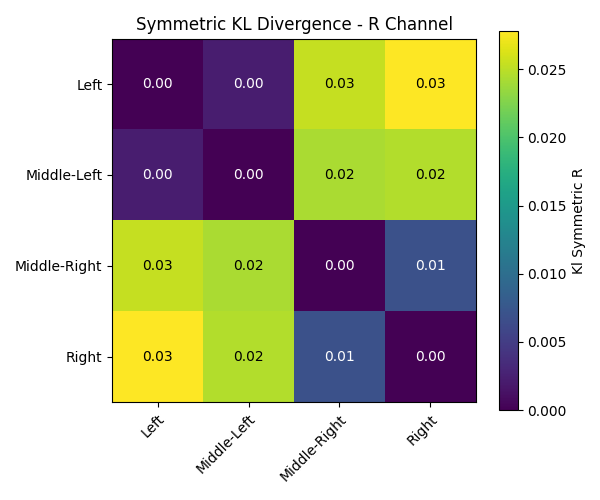 Symmetric KL Divergence - R Channel
Left 0.00 0.00 0.03 0.03
Middle-Left 0.00 0.00 0.02 0.02
Middle-Right 0.03 0.02 0.00 0.01
Right 0.03 0.02 0.01 0.00
Left Middle-Left Middle-Right Right
0.025
0.020
0.015
0.010
0.005
0.000
Kl Symmetric R